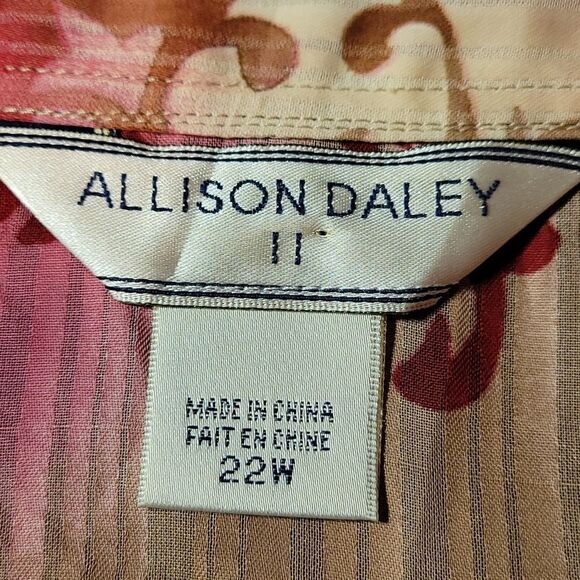 ALLISON DALEY
II
MADE IN CHINA
FAIT EN CHINE
22W